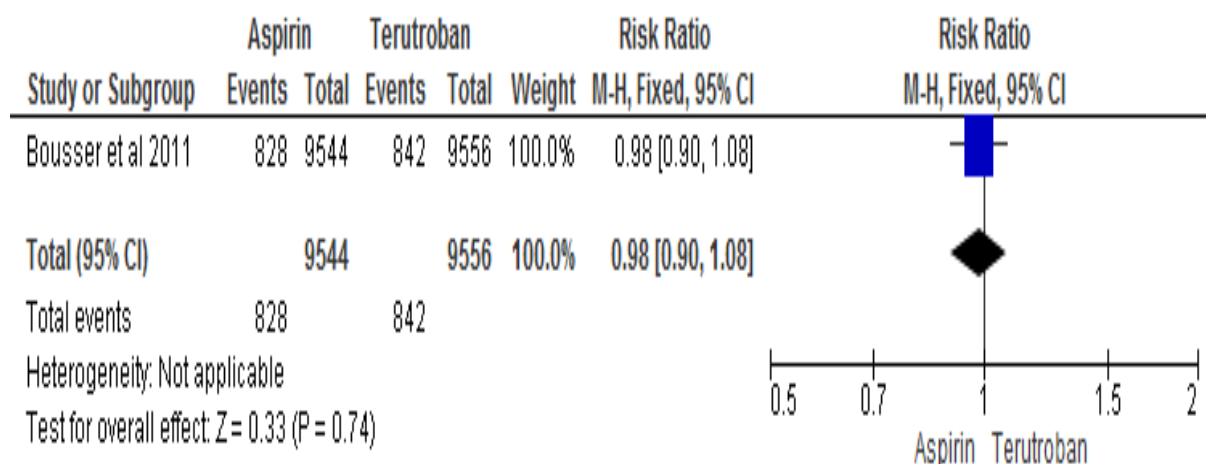 Aspirin Terutroban Risk Ratio Risk Ratio
Study or Subgroup Events Total Events Total Weight M-H, Fixed, 95% CI M-H, Fixed, 95% CI
Bousser et al 2011 828 9544 842 9556 100.0% 0.98 [0.90, 1.08]
Total (95% CI) 9544 9556 100.0% 0.98 [0.90, 1.08]
Total events 828 842
Heterogeneity: Not applicable
Test for overall effect: Z = 0.33 (P = 0.74)
0.5 0.7 1 1.5 2
Aspirin Terutroban